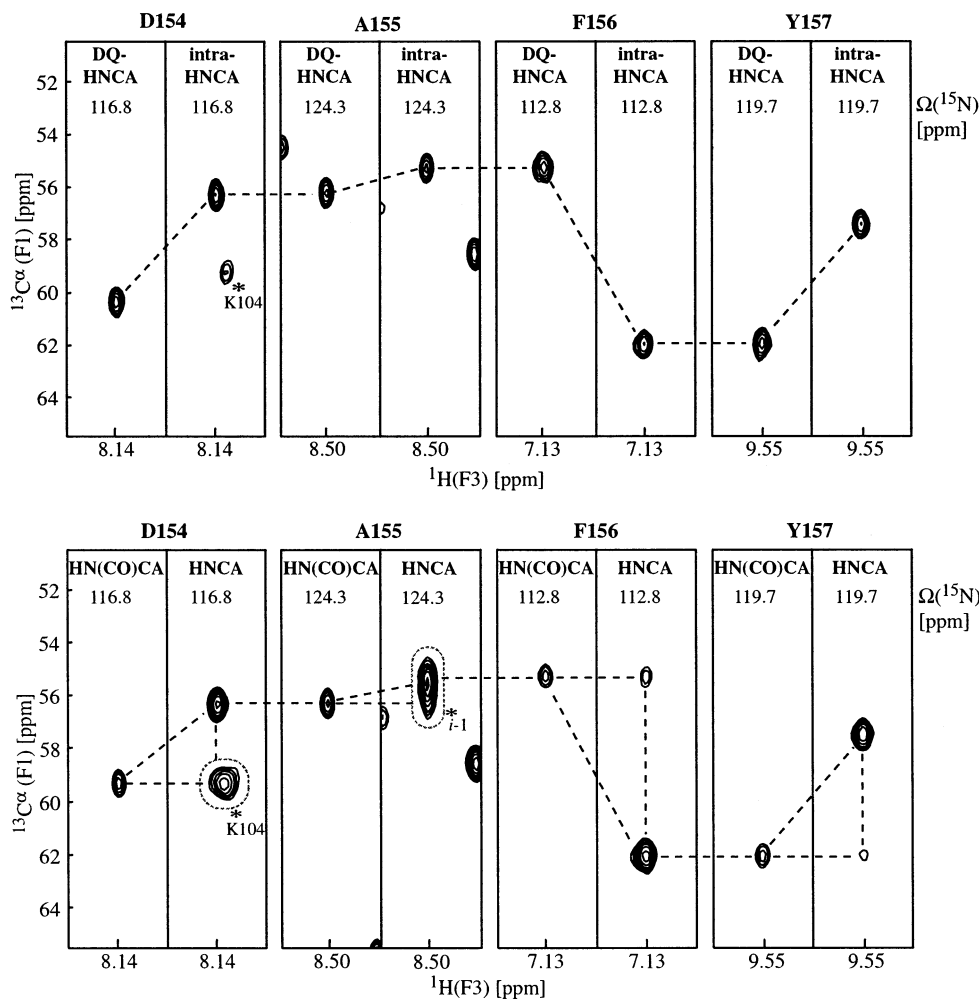 D154 A155 F156 Y157
DQ-HNCA intra-HNCA DQ-HNCA intra-HNCA DQ-HNCA intra-HNCA DQ-HNCA intra-HNCA
116.8 116.8 124.3 124.3 112.8 112.8 119.7 119.7 Ω(¹⁵N) [ppm]
52
54
56
58
60
62
64
¹³Cα (F1) [ppm]
*
K104
8.14 8.14 8.50 8.50 7.13 7.13 9.55 9.55
¹H(F3) [ppm]
D154 A155 F156 Y157
HN(CO)CA HNCA HN(CO)CA HNCA HN(CO)CA HNCA HN(CO)CA HNCA
116.8 116.8 124.3 124.3 112.8 112.8 119.7 119.7 Ω(¹⁵N) [ppm]
52
54
56
58
60
62
64
¹³Cα (F1) [ppm]
*
i-1
*
K104
8.14 8.14 8.50 8.50 7.13 7.13 9.55 9.55
¹H(F3) [ppm]